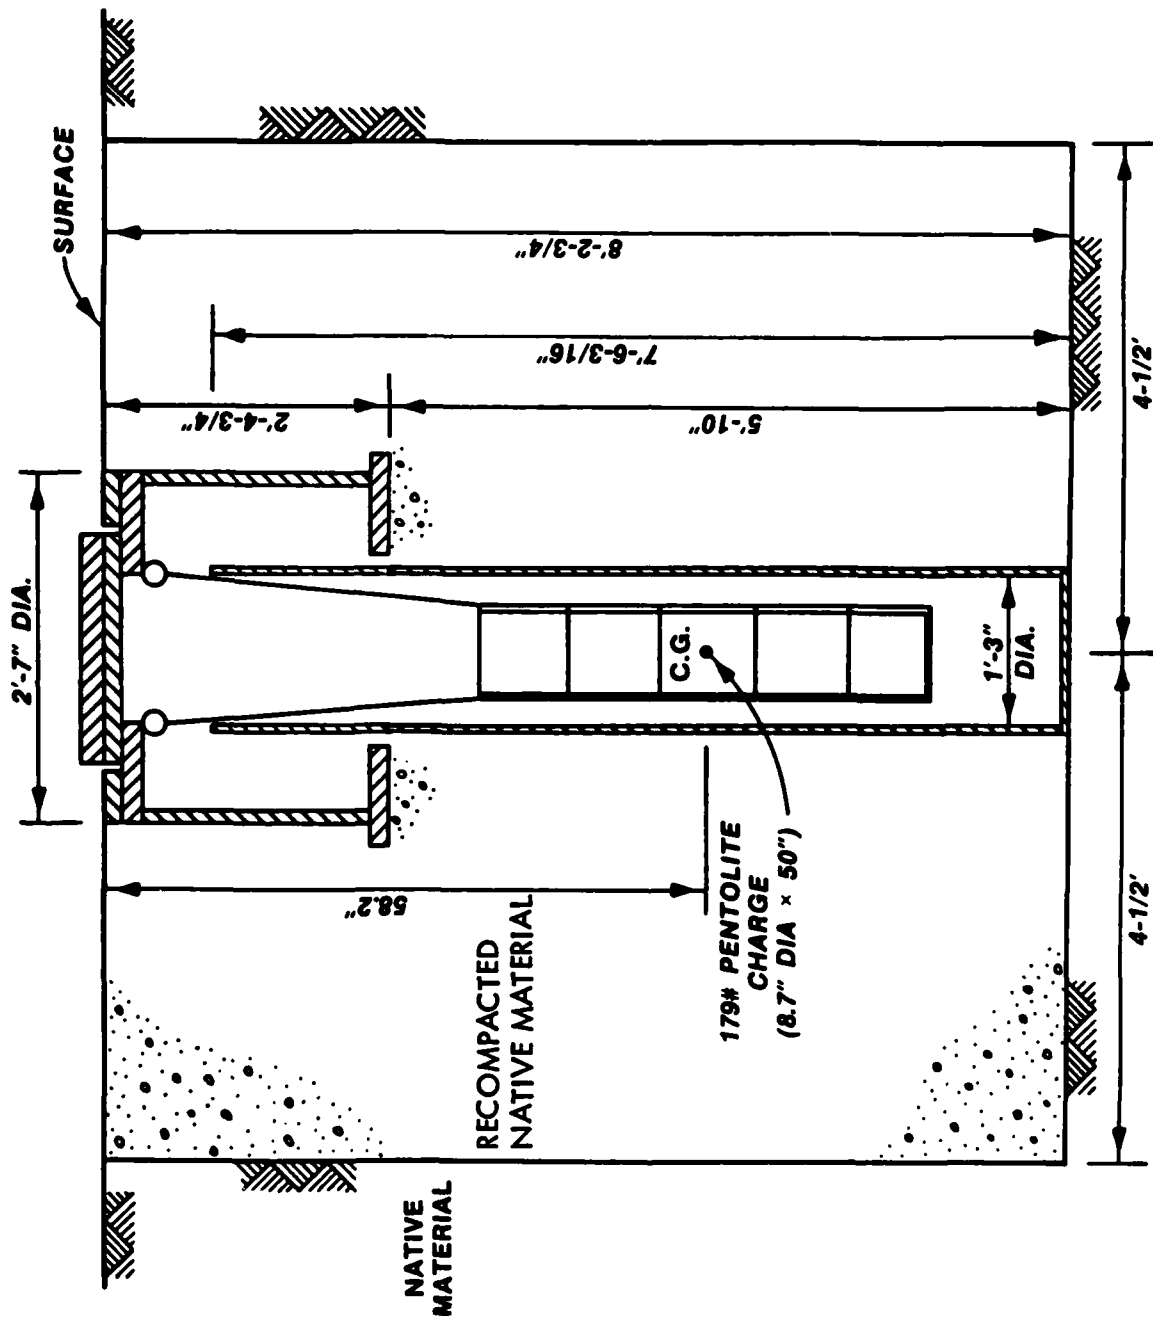 SURFACE
2'-7" DIA.
8'-2-3/4"
7'-6-3/16"
2'-4-3/4"
5'-10"
4-1/2'
4-1/2'
C.G.
1'-3"
DIA.
58.2"
179# PENTOLITE
CHARGE
(8.7" DIA × 50")
RECOMPACTED
NATIVE MATERIAL
NATIVE
MATERIAL